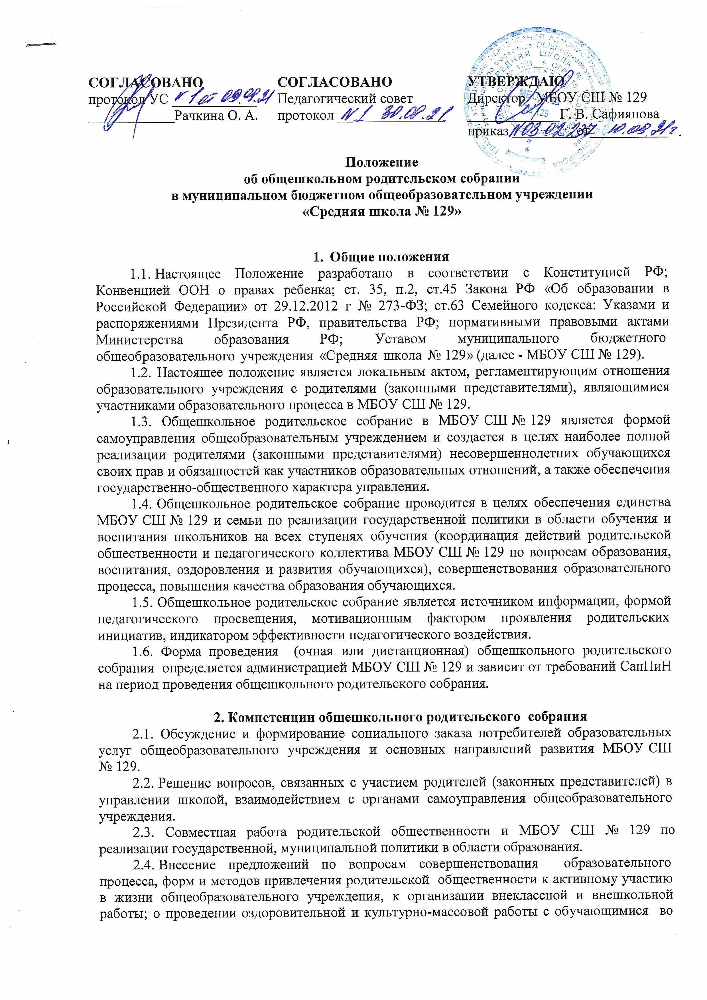 СОГЛАСОВАНО
протокол УС № 1 от 09.09.21
Рачкина О. А.
СОГЛАСОВАНО
Педагогический совет
протокол № 1 30.08.21.
УТВЕРЖДАЮ
Директор МБОУ СШ № 129
Г. В. Сафиянова
приказ №03-02-237 от 10.09.21г.
Положение
об общешкольном родительском собрании
в муниципальном бюджетном общеобразовательном учреждении
«Средняя школа № 129»
1. Общие положения
1.1. Настоящее Положение разработано в соответствии с Конституцией РФ;
Конвенцией ООН о правах ребенка; ст. 35, п.2, ст.45 Закона РФ «Об образовании в
Российской Федерации» от 29.12.2012 г № 273-ФЗ; ст.63 Семейного кодекса: Указами и
распоряжениями Президента РФ, правительства РФ; нормативными правовыми актами
Министерства образования РФ; Уставом муниципального бюджетного
общеобразовательного учреждения «Средняя школа № 129» (далее - МБОУ СШ № 129).
1.2. Настоящее положение является локальным актом, регламентирующим отношения
образовательного учреждения с родителями (законными представителями), являющимися
участниками образовательного процесса в МБОУ СШ № 129.
1.3. Общешкольное родительское собрание в МБОУ СШ № 129 является формой
самоуправления общеобразовательным учреждением и создается в целях наиболее полной
реализации родителями (законными представителями) несовершеннолетних обучающихся
своих прав и обязанностей как участников образовательных отношений, а также обеспечения
государственно-общественного характера управления.
1.4. Общешкольное родительское собрание проводится в целях обеспечения единства
МБОУ СШ № 129 и семьи по реализации государственной политики в области обучения и
воспитания школьников на всех ступенях обучения (координация действий родительской
общественности и педагогического коллектива МБОУ СШ № 129 по вопросам образования,
воспитания, оздоровления и развития обучающихся), совершенствования образовательного
процесса, повышения качества образования обучающихся.
1.5. Общешкольное родительское собрание является источником информации, формой
педагогического просвещения, мотивационным фактором проявления родительских
инициатив, индикатором эффективности педагогического воздействия.
1.6. Форма проведения (очная или дистанционная) общешкольного родительского
собрания определяется администрацией МБОУ СШ № 129 и зависит от требований СанПиН
на период проведения общешкольного родительского собрания.
2. Компетенции общешкольного родительского собрания
2.1. Обсуждение и формирование социального заказа потребителей образовательных
услуг общеобразовательного учреждения и основных направлений развития МБОУ СШ
№ 129.
2.2. Решение вопросов, связанных с участием родителей (законных представителей) в
управлении школой, взаимодействием с органами самоуправления общеобразовательного
учреждения.
2.3. Совместная работа родительской общественности и МБОУ СШ № 129 по
реализации государственной, муниципальной политики в области образования.
2.4. Внесение предложений по вопросам совершенствования образовательного
процесса, форм и методов привлечения родительской общественности к активному участию
в жизни общеобразовательного учреждения, к организации внеклассной и внешкольной
работы; о проведении оздоровительной и культурно-массовой работы с обучающимися во